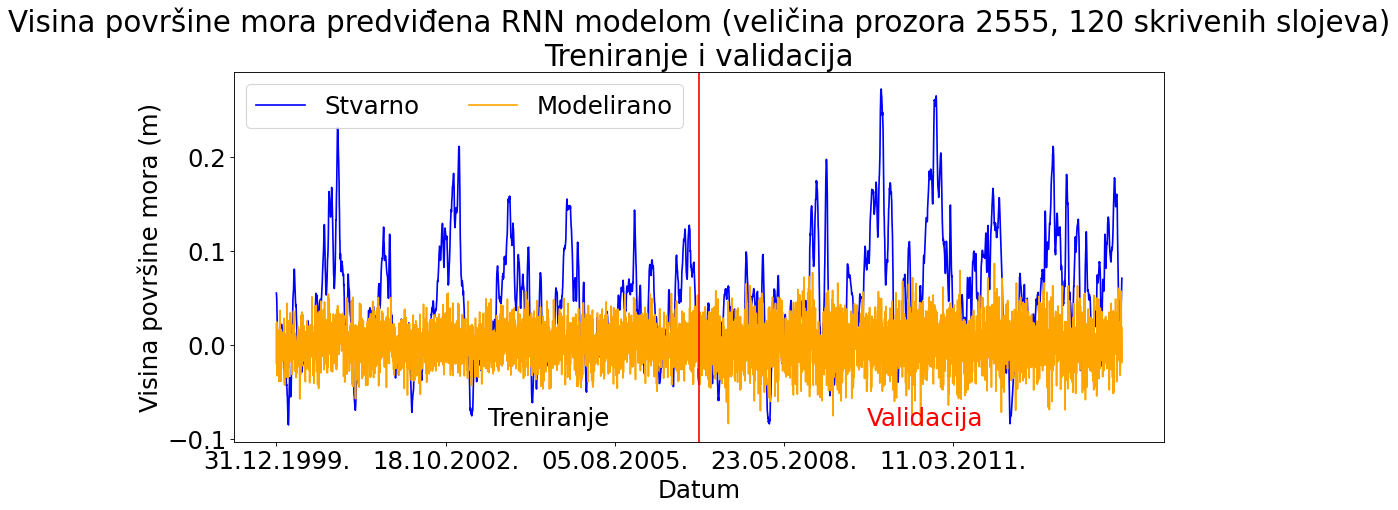 Visina površine mora predviđena RNN modelom (veličina prozora 2555, 120 skrivenih slojeva)
Treniranje i validacija
Stvarno Modelirano
Visina površine mora (m)
0.2
0.1
0.0
−0.1
Treniranje Validacija
31.12.1999. 18.10.2002. 05.08.2005. 23.05.2008. 11.03.2011.
Datum